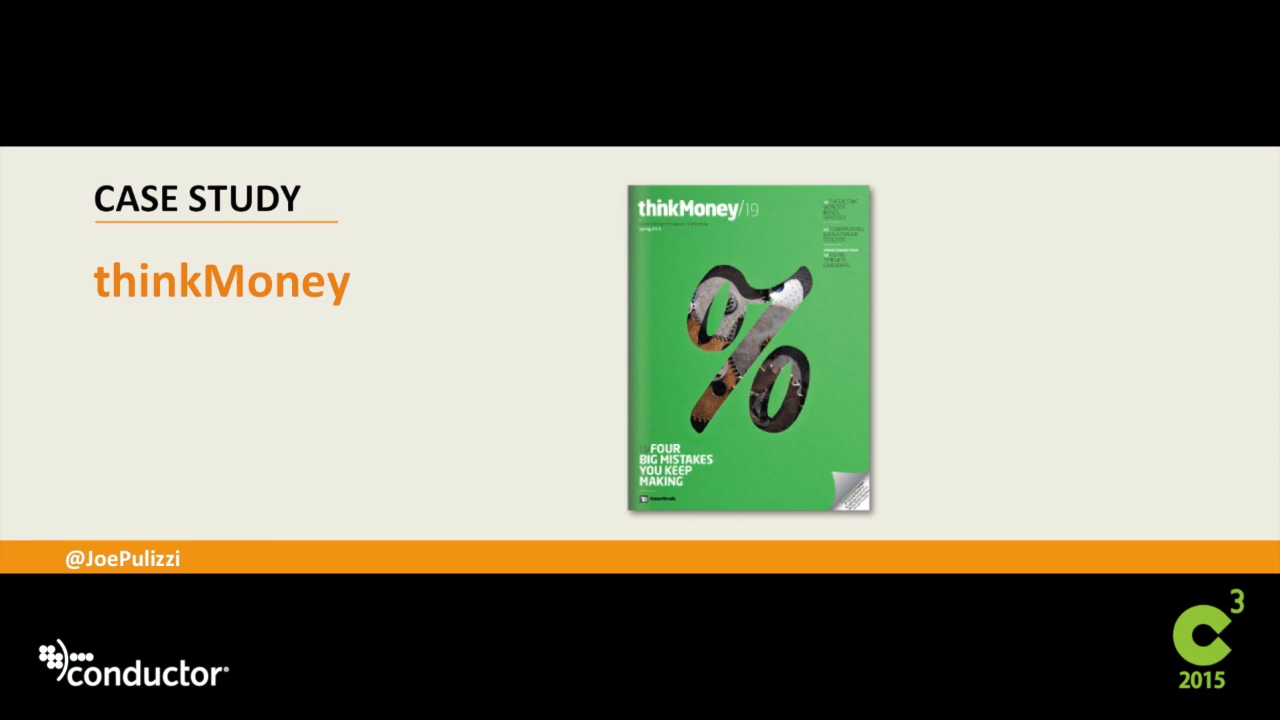 CASE STUDY
thinkMoney
thinkMoney/19
FOUR
BIG MISTAKES
YOU KEEP
MAKING
@JoePulizzi
conductor
C3
2015